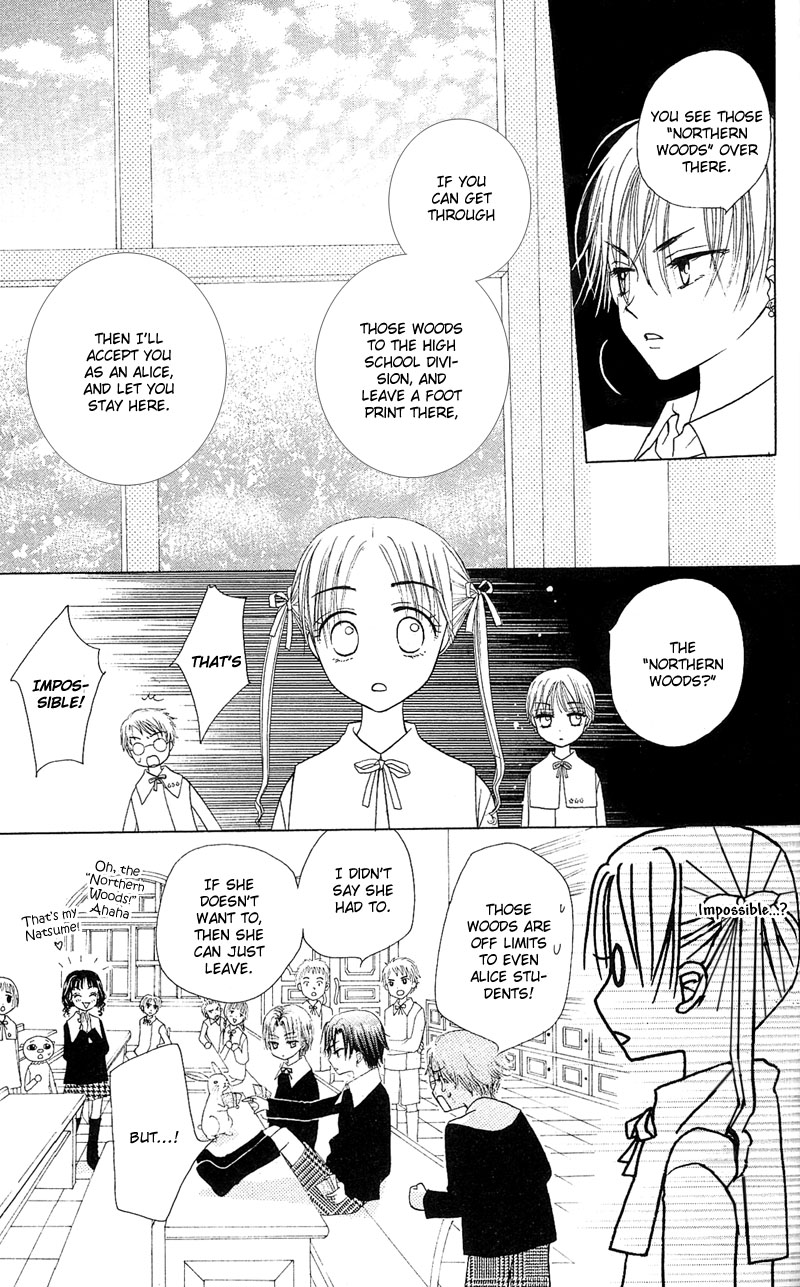 YOU SEE THOSE
"NORTHERN
WOODS" OVER
THERE.
IF YOU
CAN GET
THROUGH
THOSE WOODS
TO THE HIGH
SCHOOL DIVI-
SION, AND
LEAVE A FOOT
PRINT THERE,
THEN I'LL
ACCEPT YOU
AS AN ALICE,
AND LET YOU
STAY HERE.
THE
"NORTHERN
WOODS?"
THAT'S
IMPOS-
SIBLE!
Impossible...?
THOSE
WOODS ARE
OFF LIMITS
TO EVEN
ALICE STU-
DENTS!
I DIDN'T
SAY SHE
HAD TO.
IF SHE
DOESN'T
WANT TO,
THEN SHE
CAN JUST
LEAVE.
Oh, the
"Northern
Woods!"
Ahaha
That's my
Natsume!
♥
BUT...!